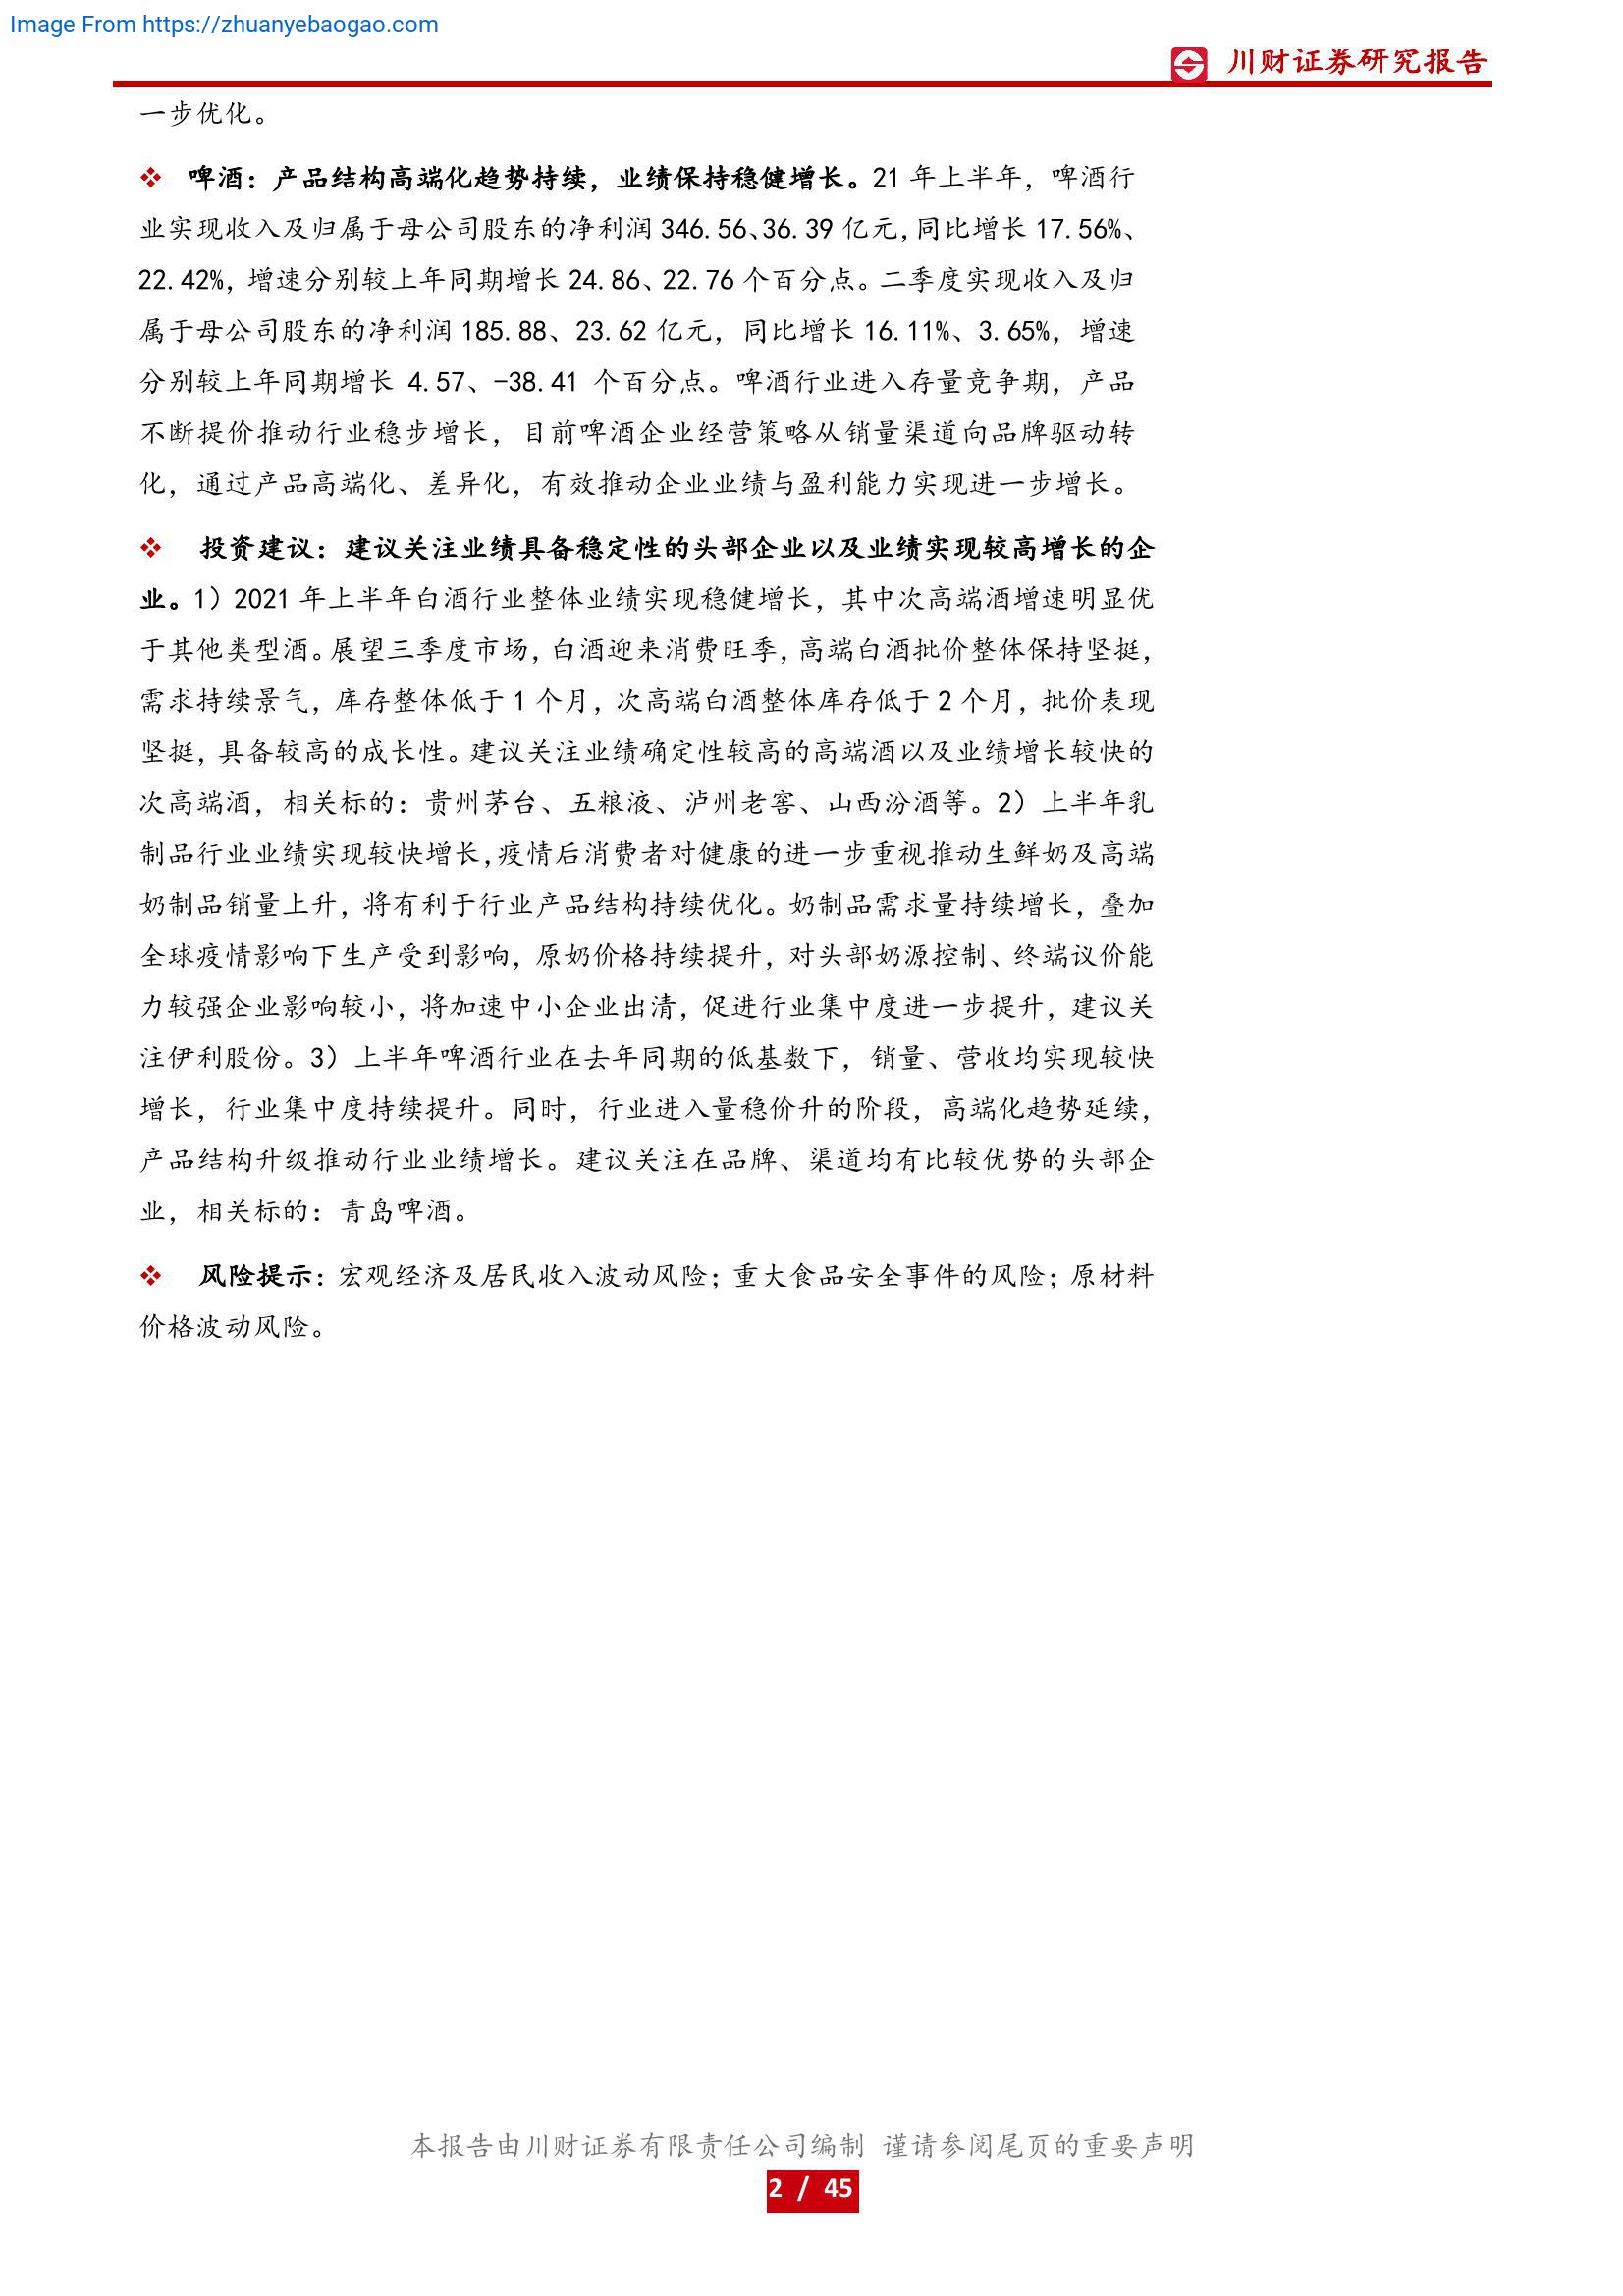 Image From https://zhuanyebaogao.com
川财证券研究报告
一步优化。
❖ 啤酒：产品结构高端化趋势持续，业绩保持稳健增长。21 年上半年，啤酒行
业实现收入及归属于母公司股东的净利润 346.56、36.39 亿元，同比增长 17.56%、
22.42%，增速分别较上年同期增长 24.86、22.76 个百分点。二季度实现收入及归
属于母公司股东的净利润 185.88、23.62 亿元，同比增长 16.11%、3.65%，增速
分别较上年同期增长 4.57、-38.41 个百分点。啤酒行业进入存量竞争期，产品
不断提价推动行业稳步增长，目前啤酒企业经营策略从销量渠道向品牌驱动转
化，通过产品高端化、差异化，有效推动企业业绩与盈利能力实现进一步增长。
❖ 投资建议：建议关注业绩具备稳定性的头部企业以及业绩实现较高增长的企
业。1）2021 年上半年白酒行业整体业绩实现稳健增长，其中次高端酒增速明显优
于其他类型酒。展望三季度市场，白酒迎来消费旺季，高端白酒批价整体保持坚挺，
需求持续景气，库存整体低于 1 个月，次高端白酒整体库存低于 2 个月，批价表现
坚挺，具备较高的成长性。建议关注业绩确定性较高的高端酒以及业绩增长较快的
次高端酒，相关标的：贵州茅台、五粮液、泸州老窖、山西汾酒等。2）上半年乳
制品行业业绩实现较快增长，疫情后消费者对健康的进一步重视推动生鲜奶及高端
奶制品销量上升，将有利于行业产品结构持续优化。奶制品需求量持续增长，叠加
全球疫情影响下生产受到影响，原奶价格持续提升，对头部奶源控制、终端议价能
力较强企业影响较小，将加速中小企业出清，促进行业集中度进一步提升，建议关
注伊利股份。3）上半年啤酒行业在去年同期的低基数下，销量、营收均实现较快
增长，行业集中度持续提升。同时，行业进入量稳价升的阶段，高端化趋势延续，
产品结构升级推动行业业绩增长。建议关注在品牌、渠道均有比较优势的头部企
业，相关标的：青岛啤酒。
❖ 风险提示：宏观经济及居民收入波动风险；重大食品安全事件的风险；原材料
价格波动风险。
本报告由川财证券有限责任公司编制 谨请参阅尾页的重要声明
2 / 45